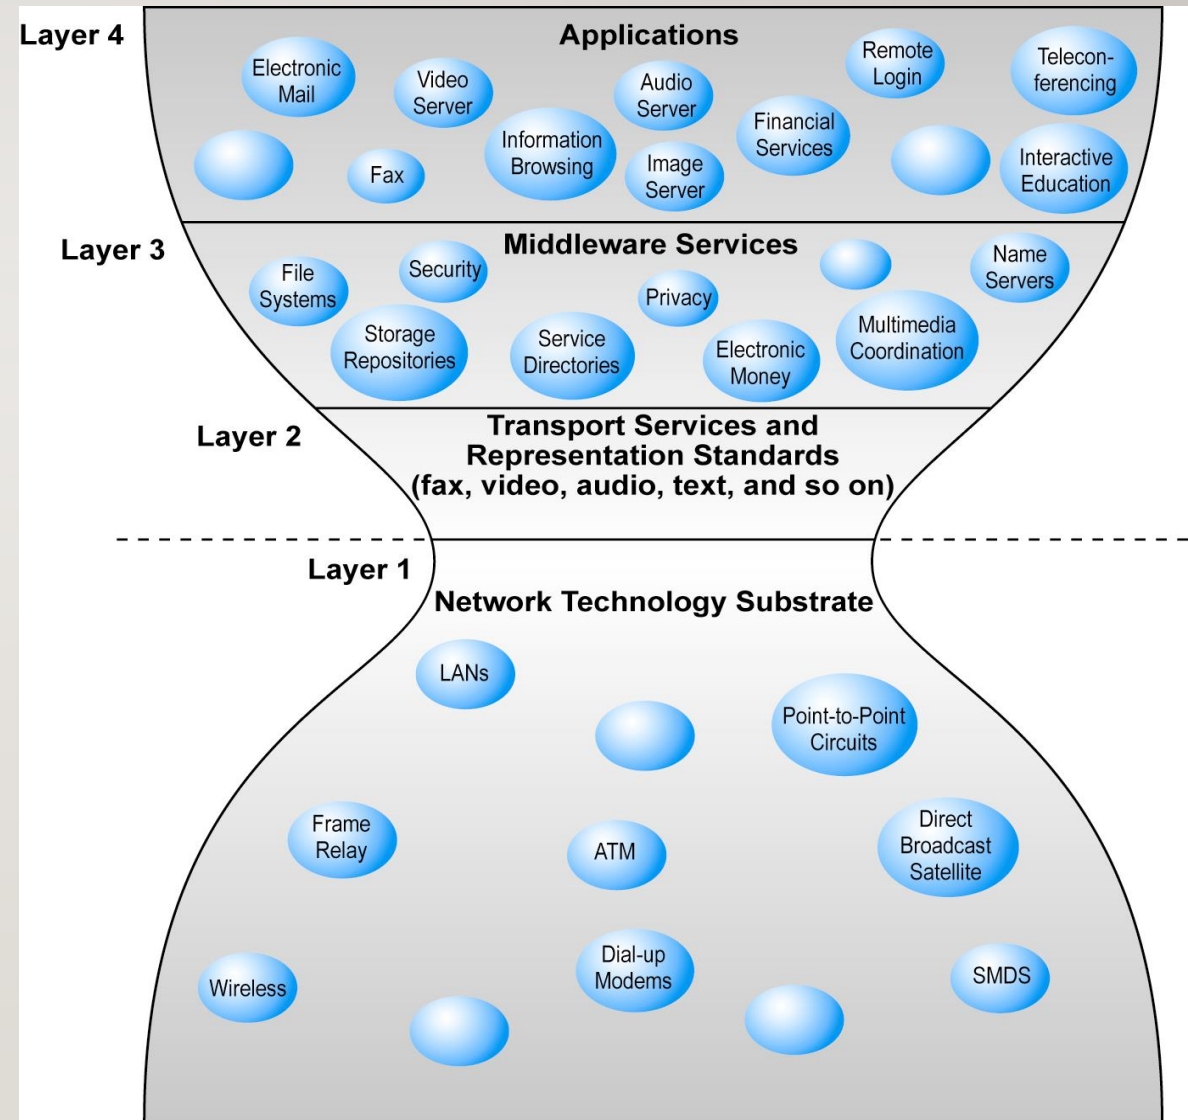 Layer 4
Applications
Electronic
Mail
Video
Server
Audio
Server
Remote
Login
Telecon-
ferencing
Fax
Information
Browsing
Image
Server
Financial
Services
Interactive
Education
Layer 3
Middleware Services
File
Systems
Security
Privacy
Name
Servers
Storage
Repositories
Service
Directories
Electronic
Money
Multimedia
Coordination
Layer 2
Transport Services and
Representation Standards
(fax, video, audio, text, and so on)
Layer 1
Network Technology Substrate
LANs
Point-to-Point
Circuits
Frame
Relay
ATM
Direct
Broadcast
Satellite
Wireless
Dial-up
Modems
SMDS